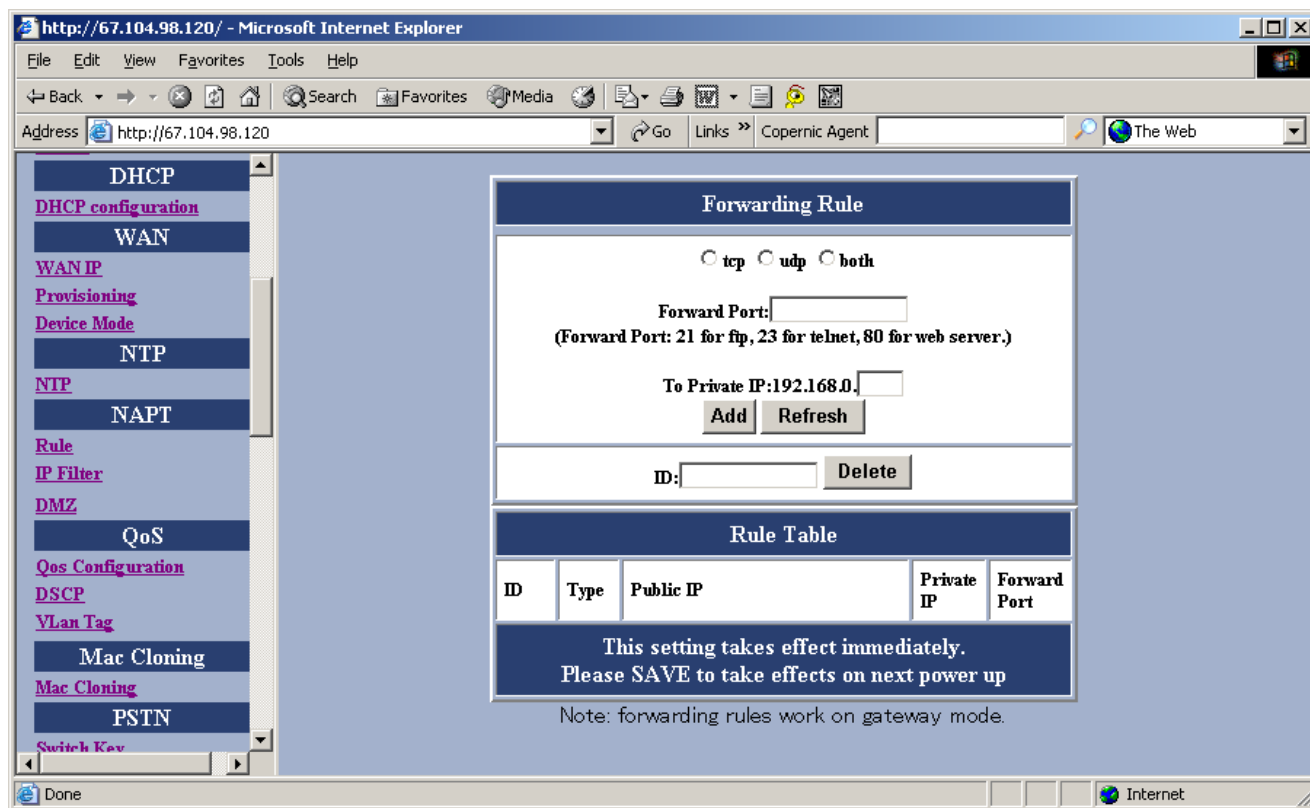 http://67.104.98.120/ - Microsoft Internet Explorer
File Edit View Favorites Tools Help
Back Search Favorites Media
Address http://67.104.98.120 Go Links » Copernic Agent The Web
DHCP
DHCP configuration
WAN
WAN IP
Provisioning
Device Mode
NTP
NTP
NAPT
Rule
IP Filter
DMZ
QoS
Qos Configuration
DSCP
VLan Tag
Mac Cloning
Mac Cloning
PSTN
Switch Key
Forwarding Rule
tcp udp both
Forward Port:
(Forward Port: 21 for ftp, 23 for telnet, 80 for web server.)
To Private IP:192.168.0.
Add Refresh
ID: Delete
Rule Table
ID Type Public IP Private IP Forward Port
This setting takes effect immediately.
Please SAVE to take effects on next power up
Note: forwarding rules work on gateway mode.
Done Internet